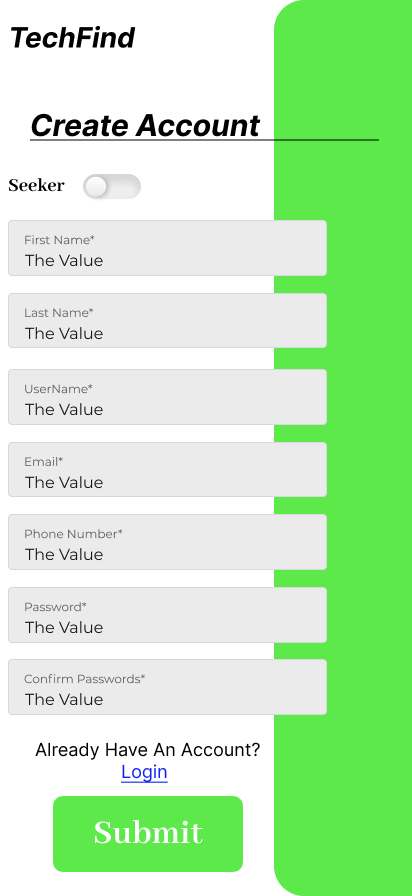 TechFind
Create Account
Seeker
First Name*
The Value
Last Name*
The Value
UserName*
The Value
Email*
The Value
Phone Number*
The Value
Password*
The Value
Confirm Passwords*
The Value
Already Have An Account?
Login
Submit